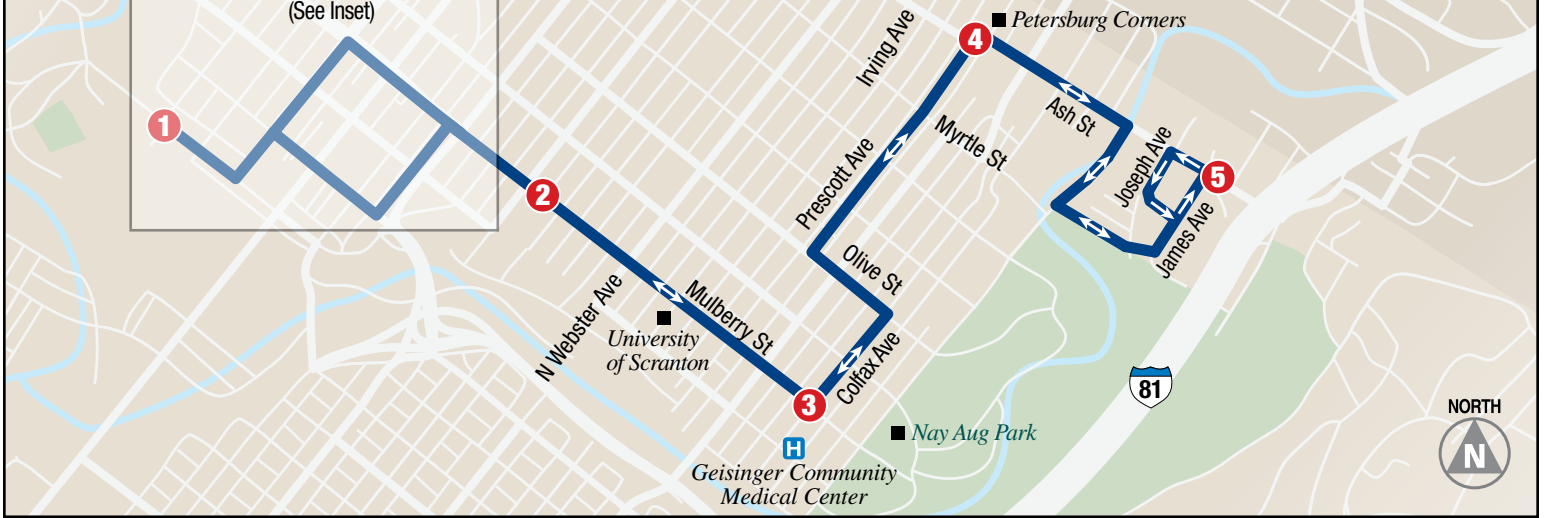 (See Inset)
Petersburg Corners
Irving Ave
4
Ash St
1
Myrtle St
Joseph Ave
Prescott Ave
5
2
James Ave
Olive St
N Webster Ave
Mulberry St
University
of Scranton
Colfax Ave
81
3
NORTH
N
Nay Aug Park
H
Geisinger Community
Medical Center